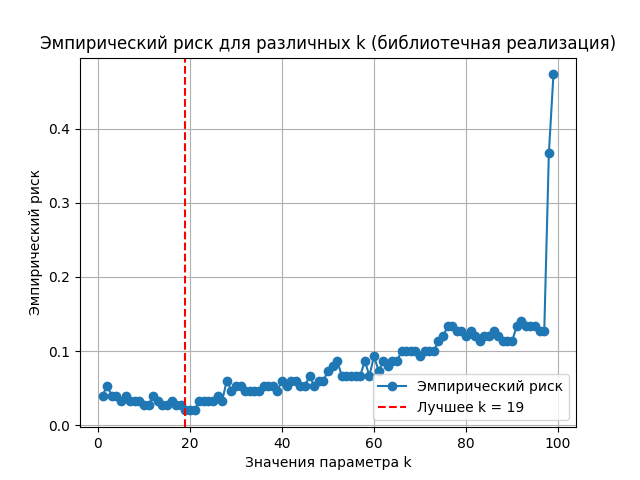 Эмпирический риск для различных k (библиотечная реализация)
Эмпирический риск
0.4
0.3
0.2
0.1
0.0
Эмпирический риск
Лучшее k = 19
0 20 40 60 80 100
Значения параметра k